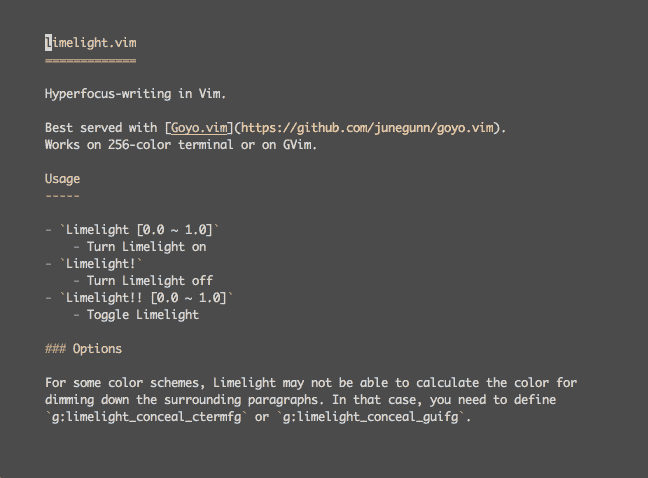 limelight.vim
=============
Hyperfocus-writing in Vim.
Best served with [Goyo.vim](https://github.com/junegunn/goyo.vim).
Works on 256-color terminal or on GVim.
Usage
-----
- `Limelight [0.0 ~ 1.0]`
    - Turn Limelight on
- `Limelight!`
    - Turn Limelight off
- `Limelight!! [0.0 ~ 1.0]`
    - Toggle Limelight
### Options
For some color schemes, Limelight may not be able to calculate the color for
dimming down the surrounding paragraphs. In that case, you need to define
`g:limelight_conceal_ctermfg` or `g:limelight_conceal_guifg`.